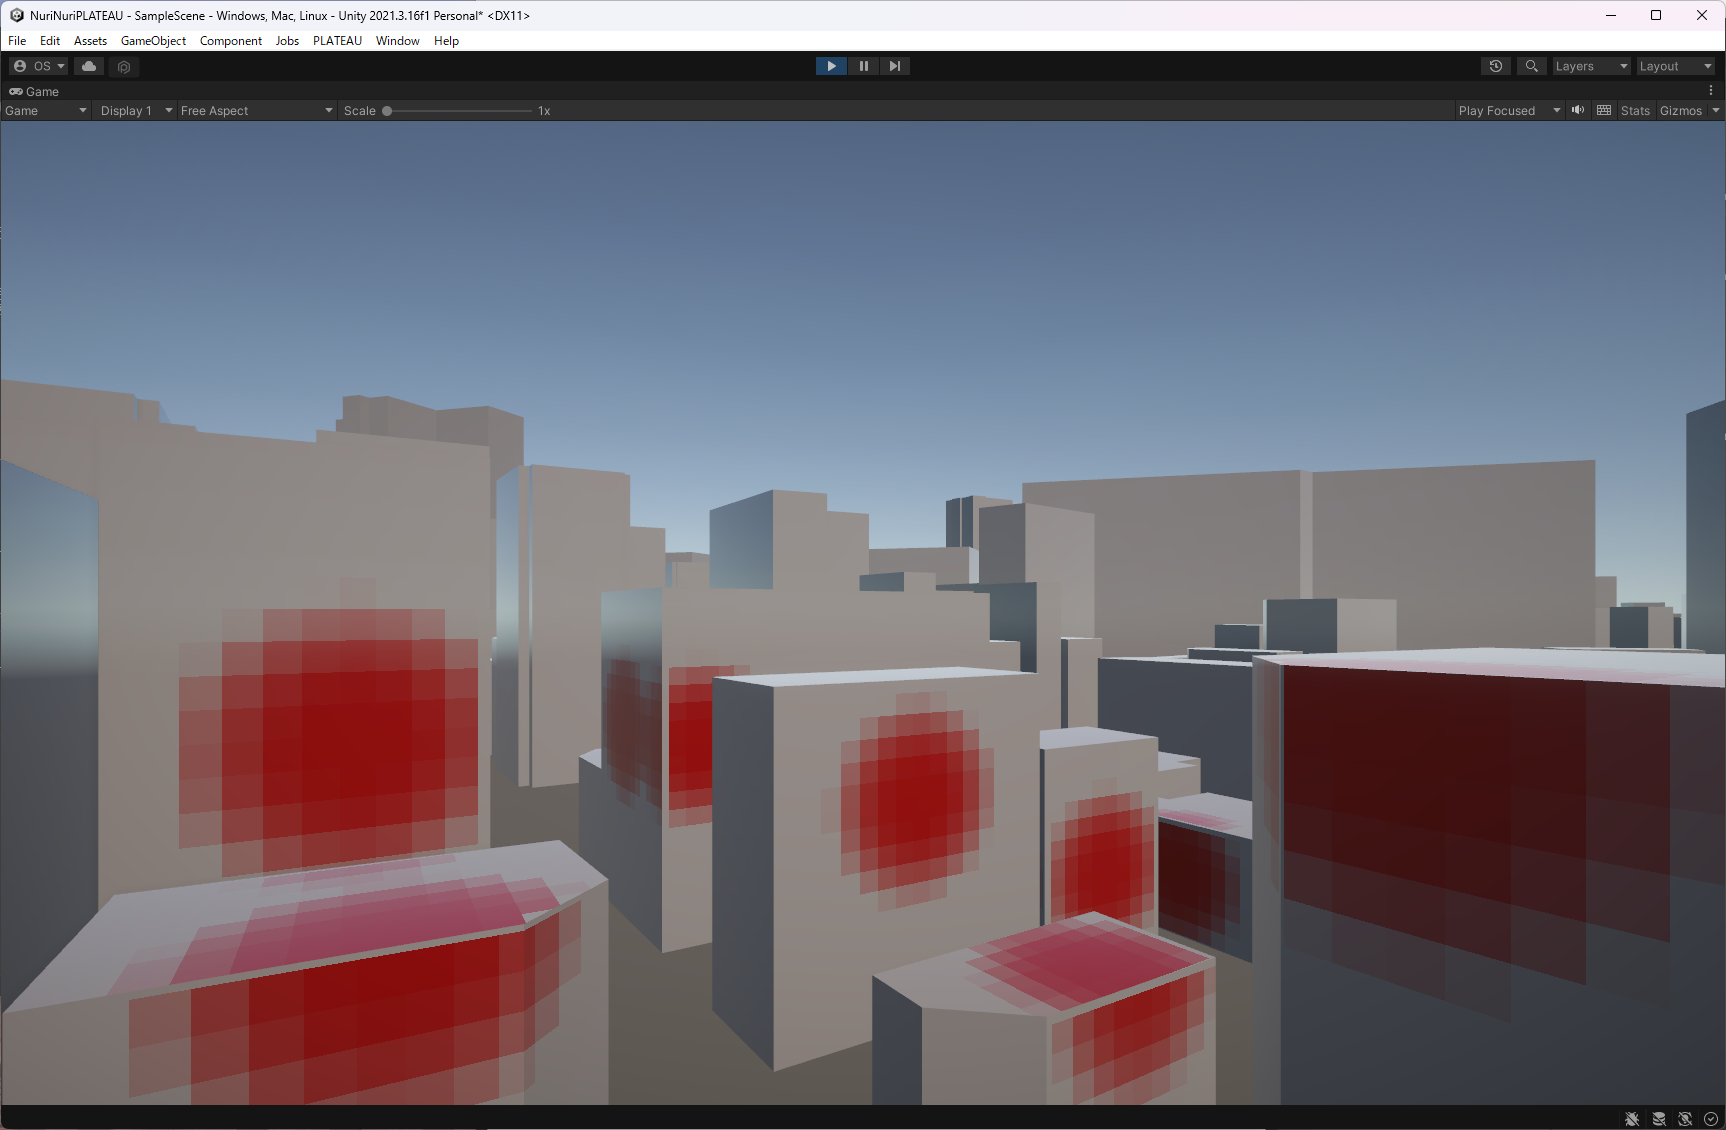 NuriNuriPLATEAU - SampleScene - Windows, Mac, Linux - Unity 2021.3.16f1 Personal* <DX11>
File Edit Assets GameObject Component Jobs PLATEAU Window Help
OS Layers Layout
Game
Game Display 1 Free Aspect Scale 1x Play Focused Stats Gizmos